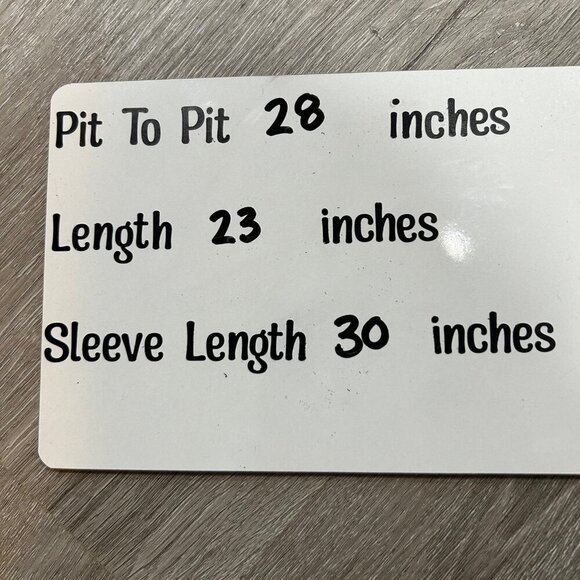 Pit To Pit 28 inches
Length 23 inches
Sleeve Length 30 inches